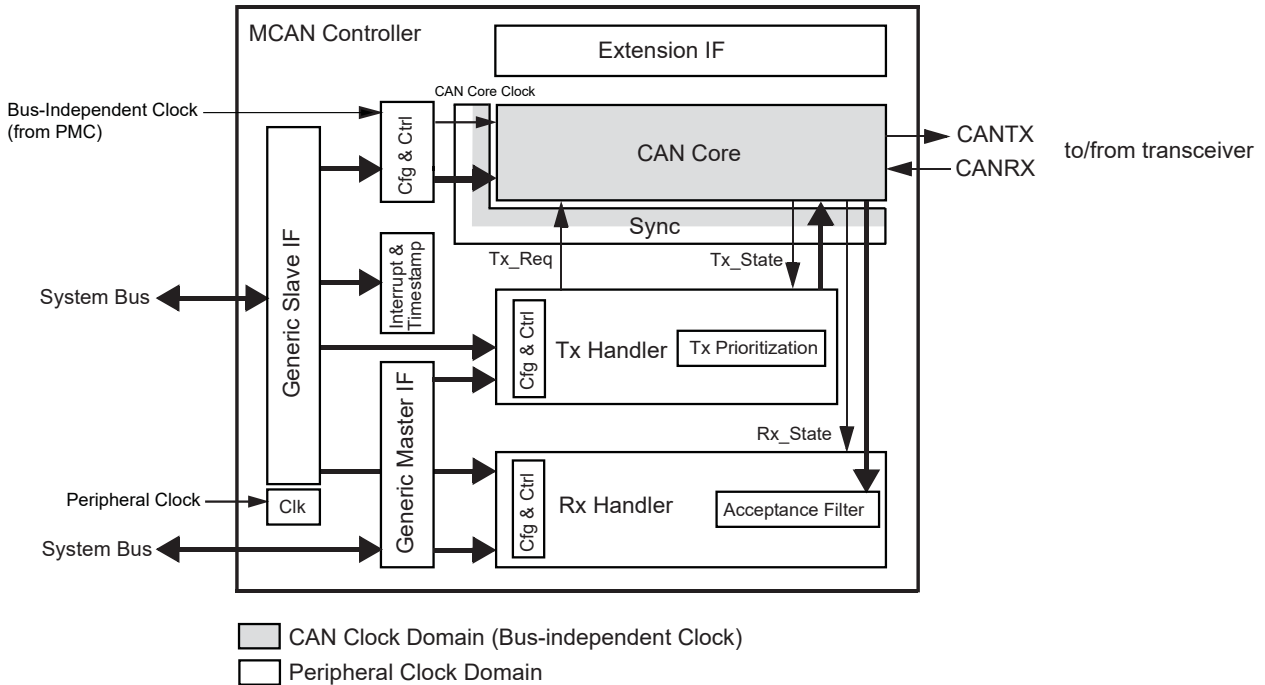 MCAN Controller
Extension IF
CAN Core Clock
Bus-Independent Clock
(from PMC)
Cfg & Ctrl
CAN Core
CANTX
CANRX
to/from transceiver
Sync
Generic Slave IF
Interrupt &
Timestamp
Tx_Req
Tx_State
System Bus
Cfg & Ctrl
Tx Handler
Tx Prioritization
Generic Master IF
Rx_State
Peripheral Clock
Clk
Cfg & Ctrl
Rx Handler
Acceptance Filter
System Bus
CAN Clock Domain (Bus-independent Clock)
Peripheral Clock Domain